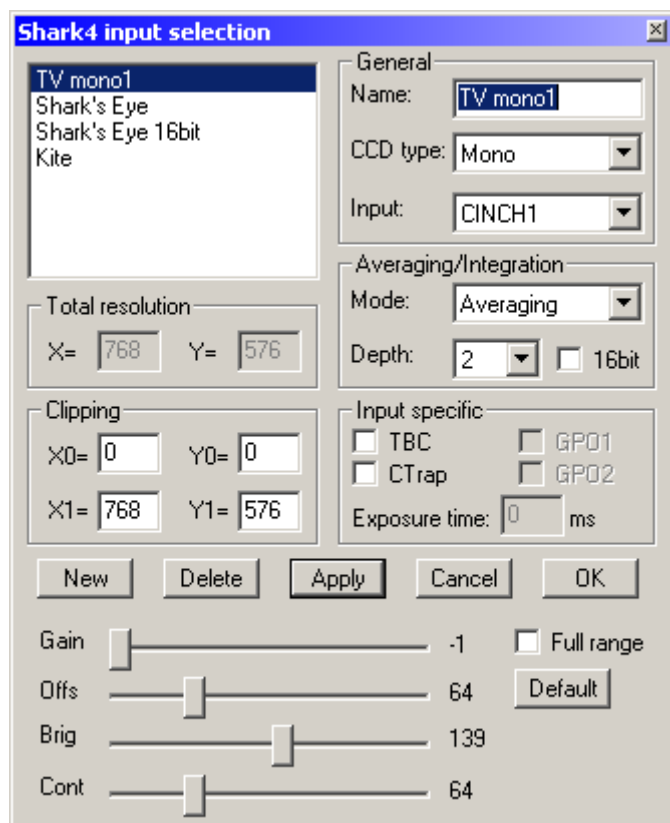 Shark4 input selection
TV mono1
Shark's Eye
Shark's Eye 16bit
Kite
General
Name: TV mono1
CCD type: Mono
Input: CINCH1
Averaging/Integration
Mode: Averaging
Depth: 2 16bit
Total resolution
X= 768 Y= 576
Clipping
X0= 0 Y0= 0
X1= 768 Y1= 576
Input specific
TBC GPO1
CTrap GPO2
Exposure time: 0 ms
New Delete Apply Cancel OK
Gain -1 Full range
Offs 64 Default
Brig 139
Cont 64